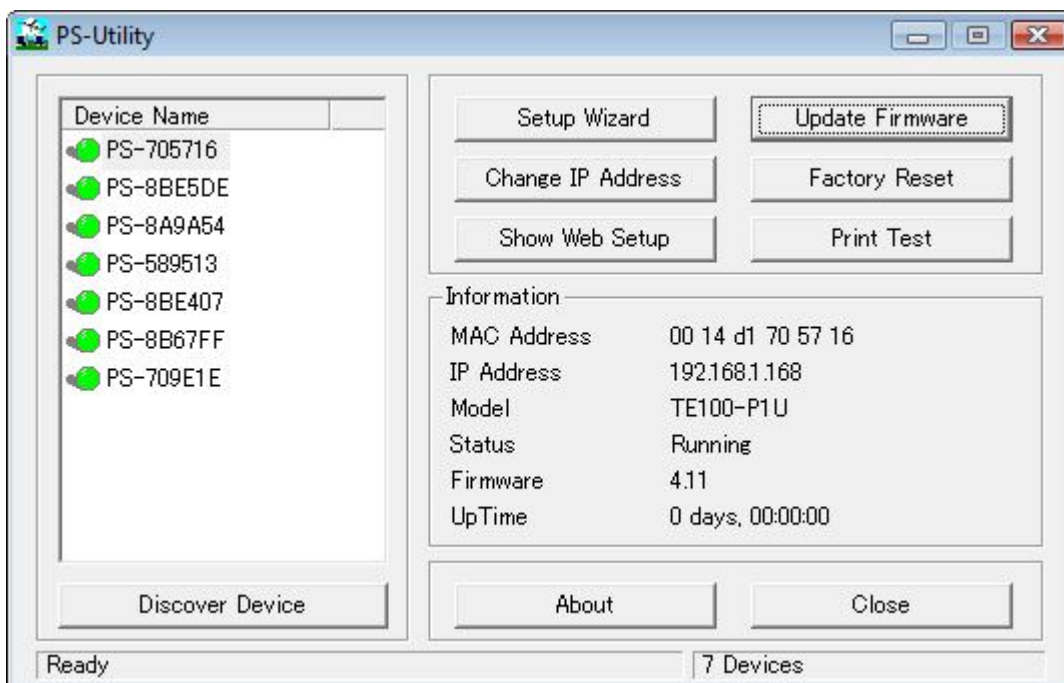 PS-Utility
Device Name
PS-705716
PS-8BE5DE
PS-8A9A54
PS-589513
PS-8BE407
PS-8B67FF
PS-709E1E
Discover Device
Setup Wizard
Update Firmware
Change IP Address
Factory Reset
Show Web Setup
Print Test
Information
MAC Address 00 14 d1 70 57 16
IP Address 192.168.1.168
Model TE100-P1U
Status Running
Firmware 4.11
UpTime 0 days, 00:00:00
About
Close
Ready
7 Devices